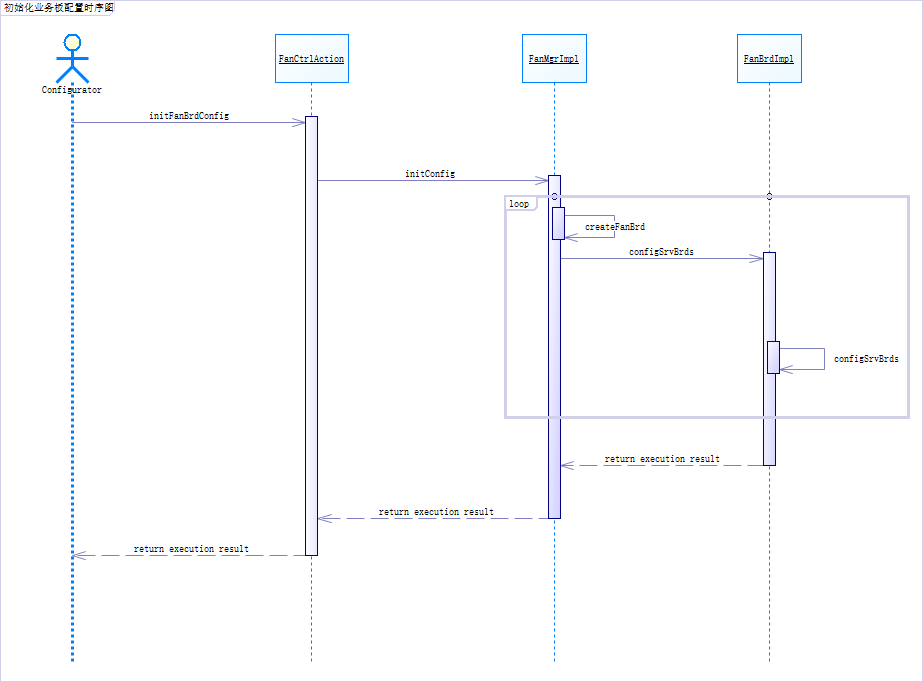 初始化业务板配置时序图
Configurator
FanCtrlAction
FanMgrImpl
FanBrdImpl
initFanBrdConfig
initConfig
loop
createFanBrd
configSrvBrds
configSrvBrds
return execution result
return execution result
return execution result